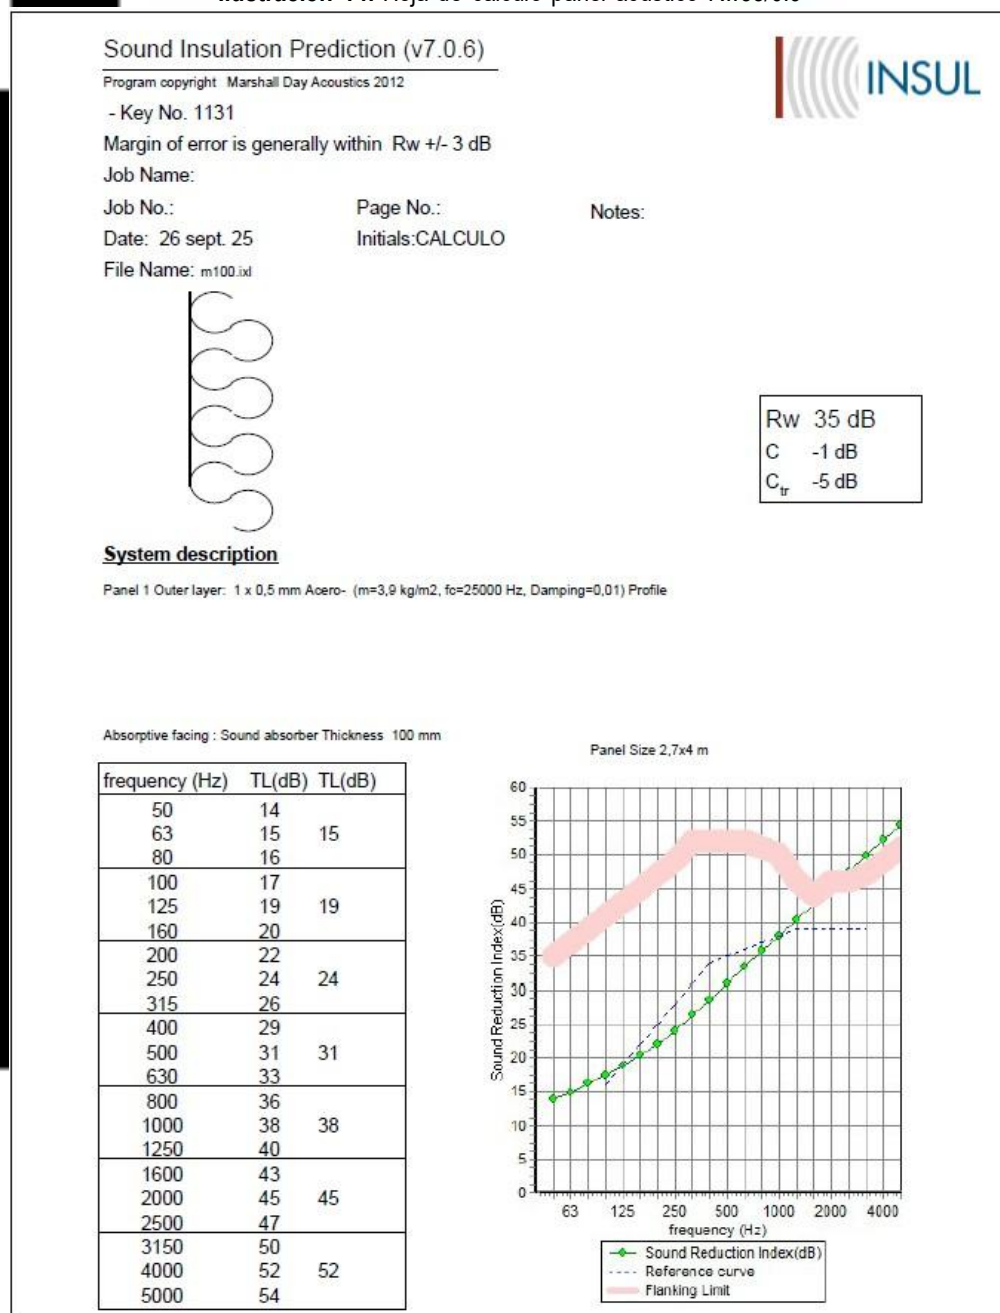 Sound Insulation Prediction (v7.0.6)
Program copyright Marshall Day Acoustics 2012
- Key No. 1131
Margin of error is generally within Rw +/- 3 dB
Job Name:
Job No.: Page No.: Notes:
Date: 26 sept. 25 Initials:CALCULO
File Name: m100.ixl
INSUL
Rw 35 dB
C -1 dB
Ctr -5 dB
System description
Panel 1 Outer layer: 1 x 0,5 mm Acero- (m=3,9 kg/m2, fc=25000 Hz, Damping=0,01) Profile
Absorptive facing : Sound absorber Thickness 100 mm
frequency (Hz) TL(dB) TL(dB)
50 14
63 15 15
80 16
100 17
125 19 19
160 20
200 22
250 24 24
315 26
400 29
500 31 31
630 33
800 36
1000 38 38
1250 40
1600 43
2000 45 45
2500 47
3150 50
4000 52 52
5000 54
Panel Size 2,7x4 m
Sound Reduction Index(dB)
60
55
50
45
40
35
30
25
20
15
10
5
0
63 125 250 500 1000 2000 4000
frequency (Hz)
Sound Reduction Index(dB)
Reference curve
Flanking Limit